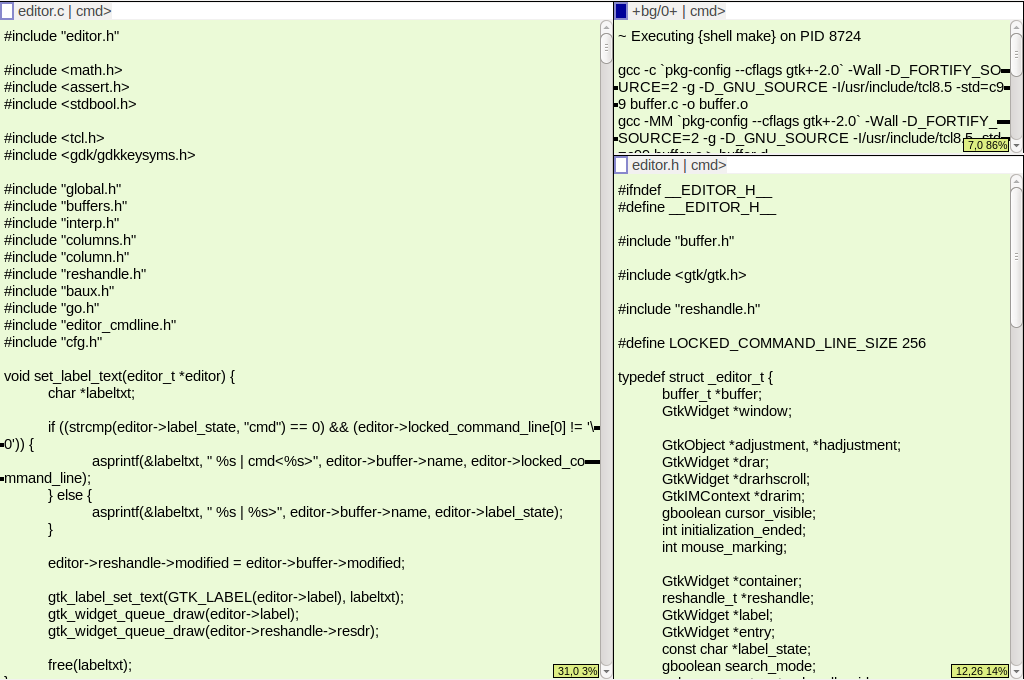 editor.c | cmd>
#include "editor.h"
#include <math.h>
#include <assert.h>
#include <stdbool.h>
#include <tcl.h>
#include <gdk/gdkkeysyms.h>
#include "global.h"
#include "buffers.h"
#include "interp.h"
#include "columns.h"
#include "column.h"
#include "reshandle.h"
#include "baux.h"
#include "go.h"
#include "editor_cmdline.h"
#include "cfg.h"
void set_label_text(editor_t *editor) {
char *labeltxt;
if ((strcmp(editor->label_state, "cmd") == 0) && (editor->locked_command_line[0] != '\
0')) {
asprintf(&labeltxt, " %s | cmd<%s>", editor->buffer->name, editor->locked_co
mmand_line);
} else {
asprintf(&labeltxt, " %s | %s>", editor->buffer->name, editor->label_state);
}
editor->reshandle->modified = editor->buffer->modified;
gtk_label_set_text(GTK_LABEL(editor->label), labeltxt);
gtk_widget_queue_draw(editor->label);
gtk_widget_queue_draw(editor->reshandle->resdr);
free(labeltxt);
31,0 3%
+bg/0+ | cmd>
~ Executing {shell make} on PID 8724
gcc -c `pkg-config --cflags gtk+-2.0` -Wall -D_FORTIFY_SO
URCE=2 -g -D_GNU_SOURCE -I/usr/include/tcl8.5 -std=c9
9 buffer.c -o buffer.o
gcc -MM `pkg-config --cflags gtk+-2.0` -Wall -D_FORTIFY_
SOURCE=2 -g -D_GNU_SOURCE -I/usr/include/tcl8.5 -std
=c99 buffer.c > buffer.d
7,0 86%
editor.h | cmd>
#ifndef __EDITOR_H__
#define __EDITOR_H__
#include "buffer.h"
#include <gtk/gtk.h>
#include "reshandle.h"
#define LOCKED_COMMAND_LINE_SIZE 256
typedef struct _editor_t {
buffer_t *buffer;
GtkWidget *window;
GtkObject *adjustment, *hadjustment;
GtkWidget *drar;
GtkWidget *drarhscroll;
GtkIMContext *drarim;
gboolean cursor_visible;
int initialization_ended;
int mouse_marking;
GtkWidget *container;
reshandle_t *reshandle;
GtkWidget *label;
GtkWidget *entry;
const char *label_state;
gboolean search_mode;
12,26 14%